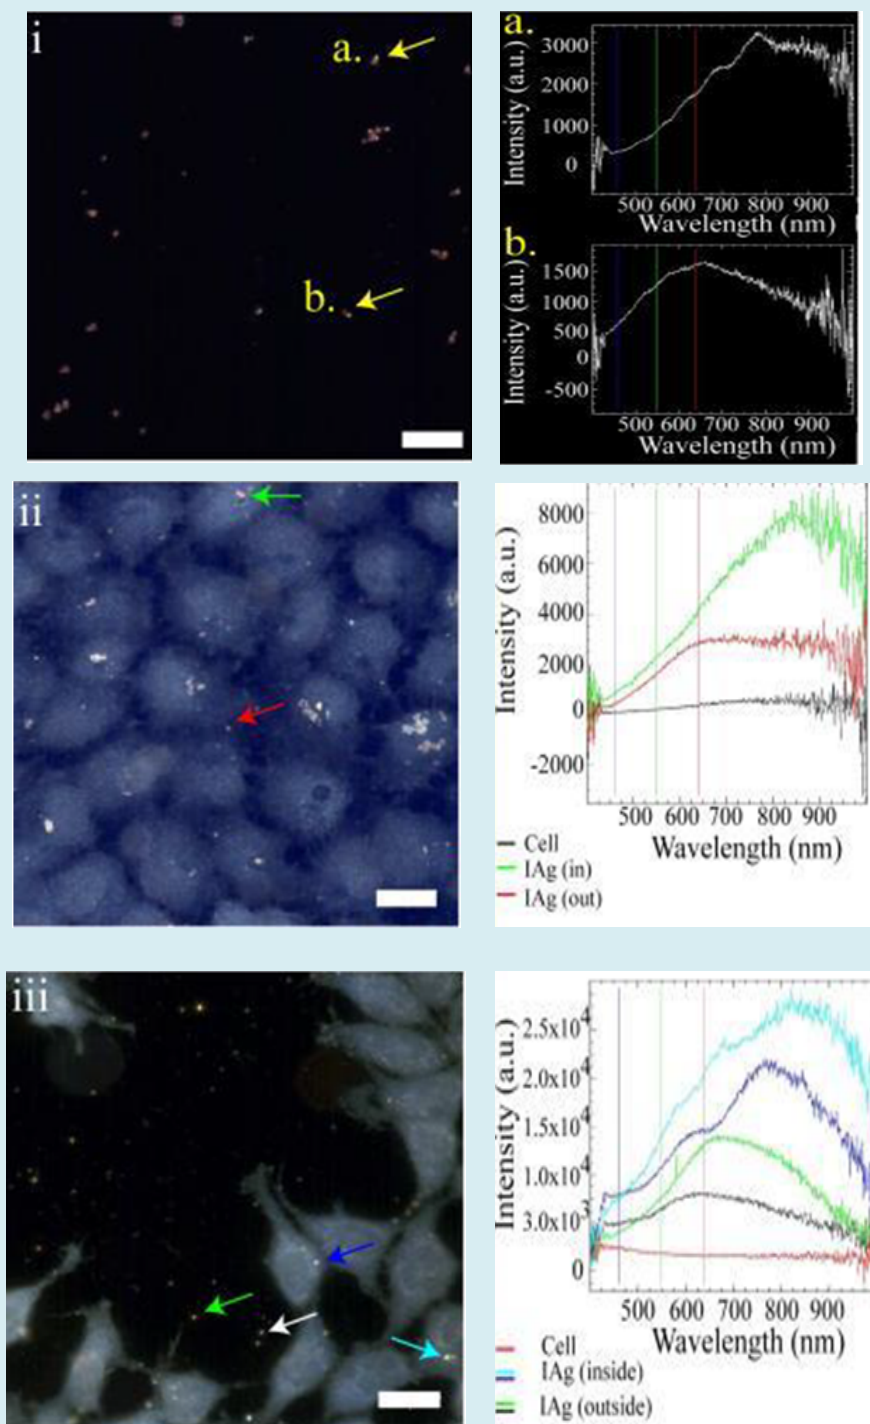 i
a.
b.
a.
Intensity (a.u.)
3000
2000
1000
0
500 600 700 800 900
Wavelength (nm)
b.
Intensity (a.u.)
1500
1000
500
0
-500
500 600 700 800 900
Wavelength (nm)
ii
Intensity (a.u.)
8000
6000
4000
2000
0
-2000
500 600 700 800 900
Wavelength (nm)
Cell
IAg (in)
IAg (out)
iii
Intensity (a.u.)
2.5x10⁴
2.0x10⁴
1.5x10⁴
1.0x10⁴
3.0x10³
0
500 600 700 800 900
Wavelength (nm)
Cell
IAg (inside)
IAg (outside)